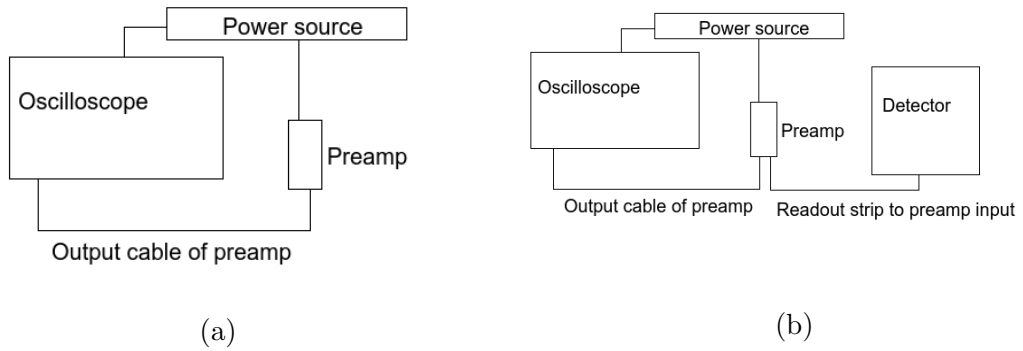 Power source
Oscilloscope
Preamp
Output cable of preamp
(a)
Power source
Oscilloscope
Detector
Preamp
Output cable of preamp
Readout strip to preamp input
(b)